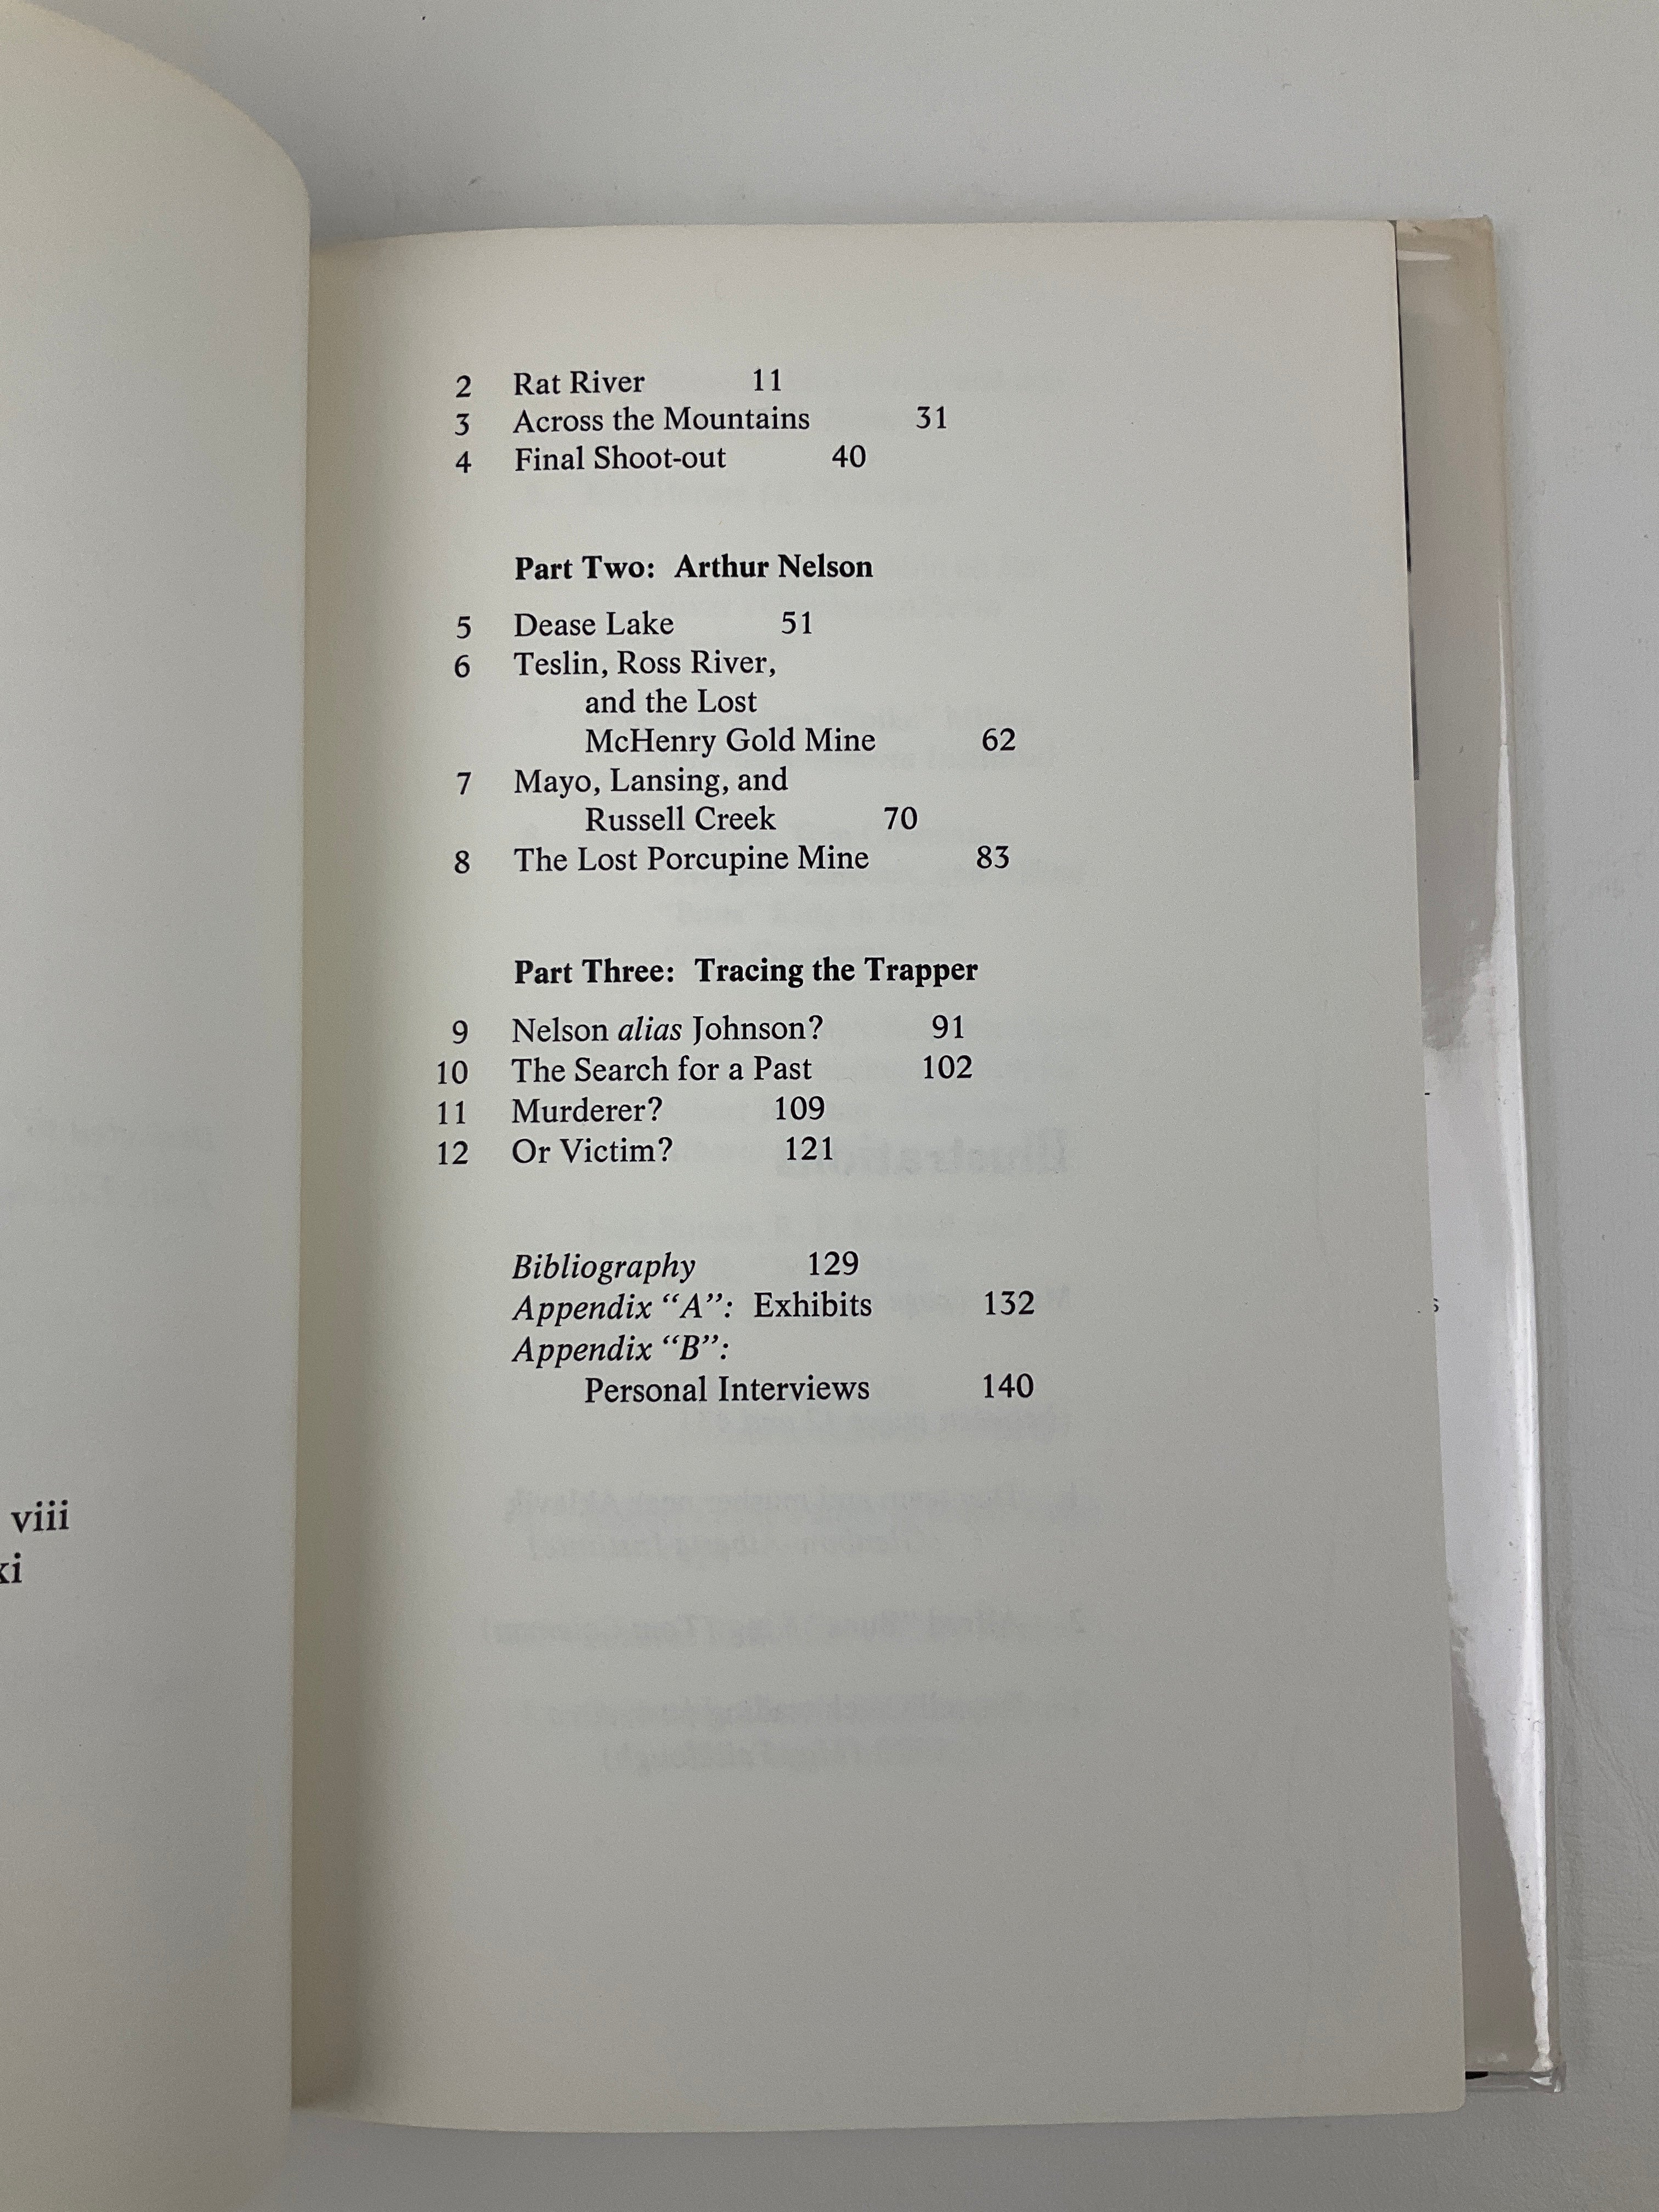 viii
xi
2 Rat River 11
3 Across the Mountains 31
4 Final Shoot-out 40
Part Two: Arthur Nelson
5 Dease Lake 51
6 Teslin, Ross River,
and the Lost
McHenry Gold Mine 62
7 Mayo, Lansing, and
Russell Creek 70
8 The Lost Porcupine Mine 83
Part Three: Tracing the Trapper
9 Nelson alias Johnson? 91
10 The Search for a Past 102
11 Murderer? 109
12 Or Victim? 121
Bibliography 129
Appendix “A”: Exhibits 132
Appendix “B”:
Personal Interviews 140